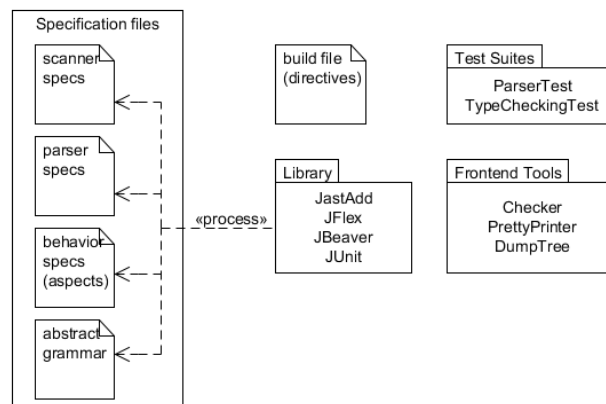 Specification files
scanner
specs
parser
specs
behavior
specs
(aspects)
abstract
grammar
«process»
build file
(directives)
Library
JastAdd
JFlex
JBeaver
JUnit
Test Suites
ParserTest
TypeCheckingTest
Frontend Tools
Checker
PrettyPrinter
DumpTree